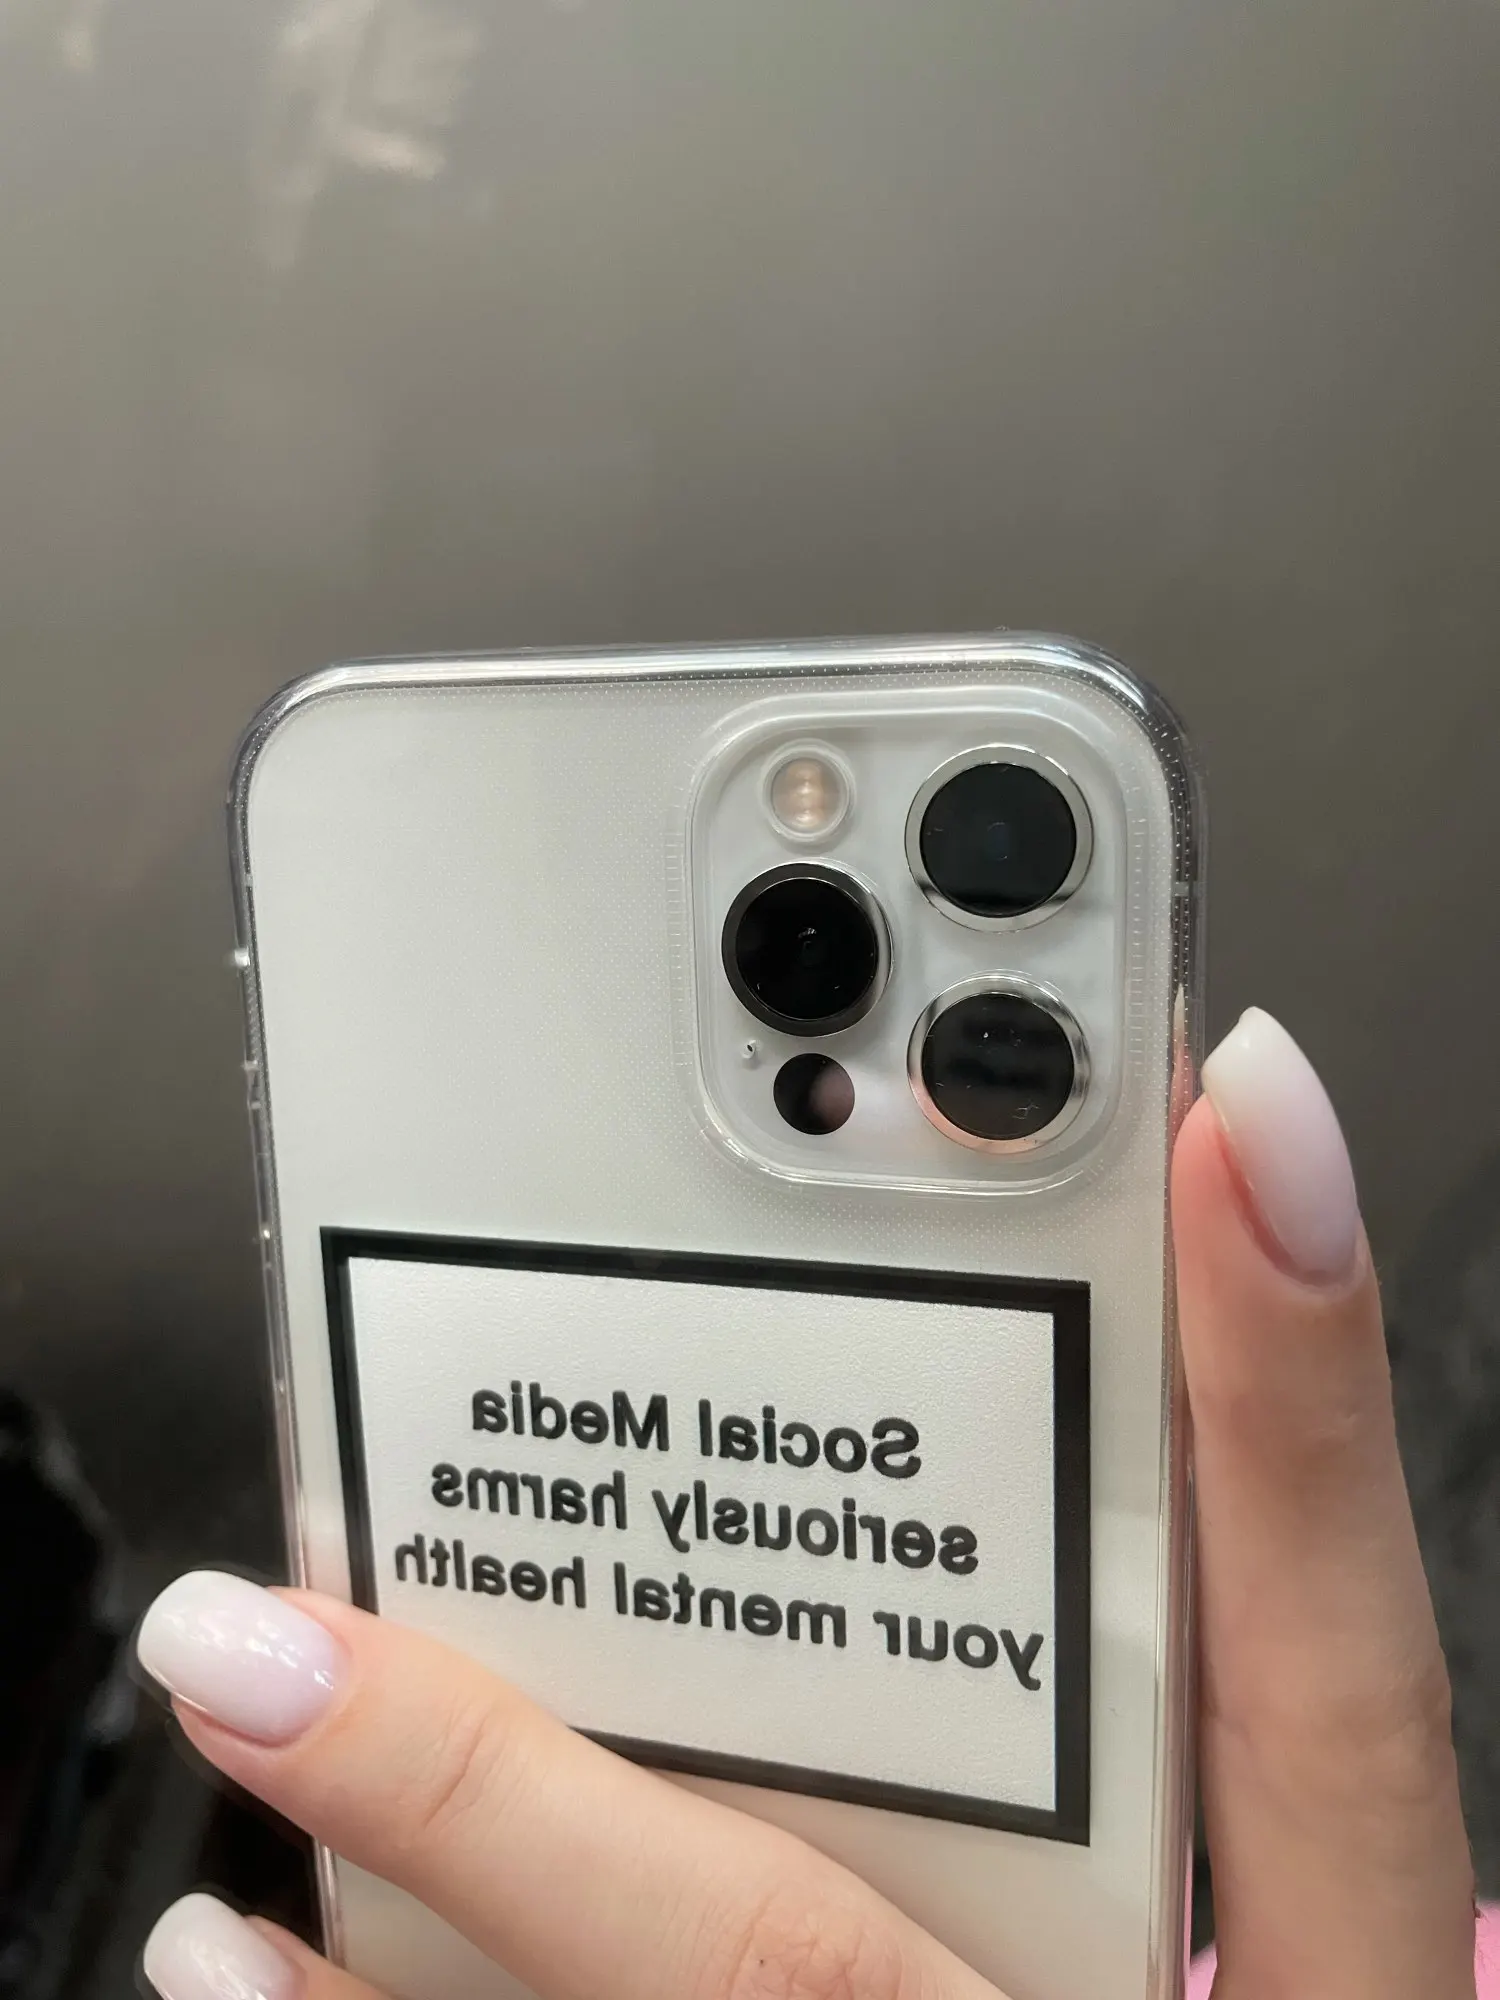 Social Media
seriously harms
your mental health